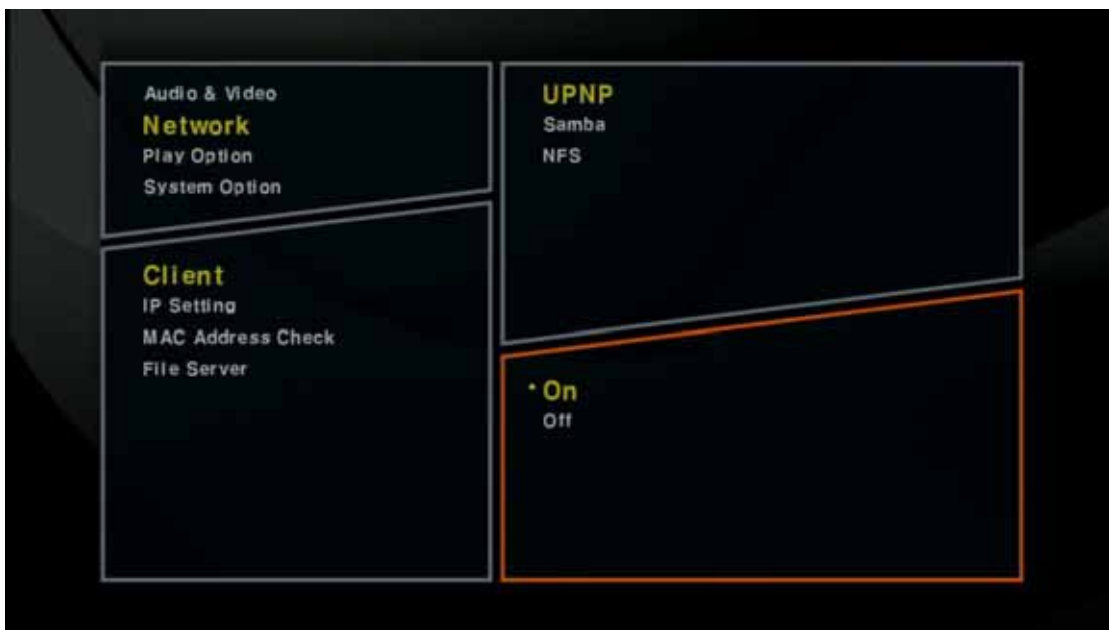 Audio & Video
Network
Play Option
System Option
Client
IP Setting
MAC Address Check
File Server
UPNP
Samba
NFS
On
Off